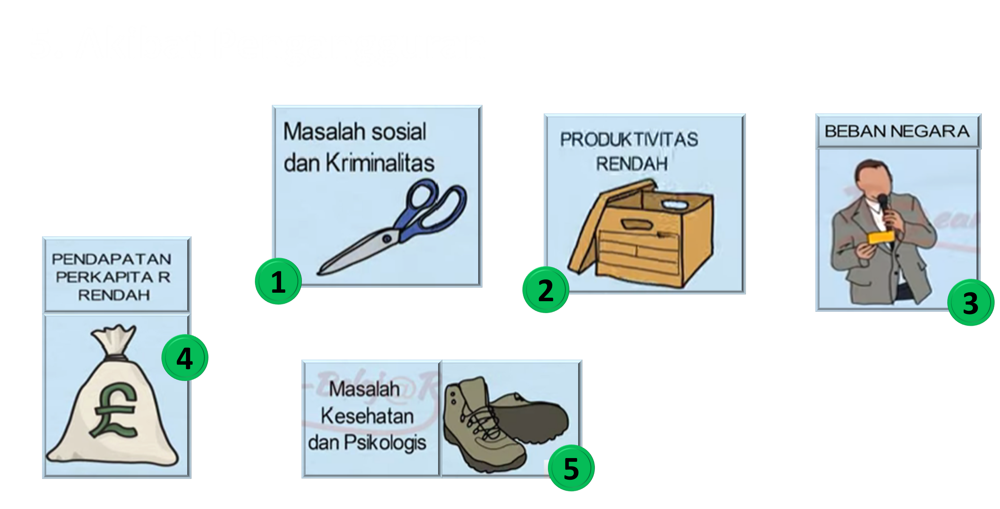 Masalah sosial
dan Kriminalitas
1
PRODUKTIVITAS
RENDAH
2
BEBAN NEGARA
3
PENDAPATAN
PERKAPITA R
RENDAH
£
4
Masalah
Kesehatan
dan Psikologis
5